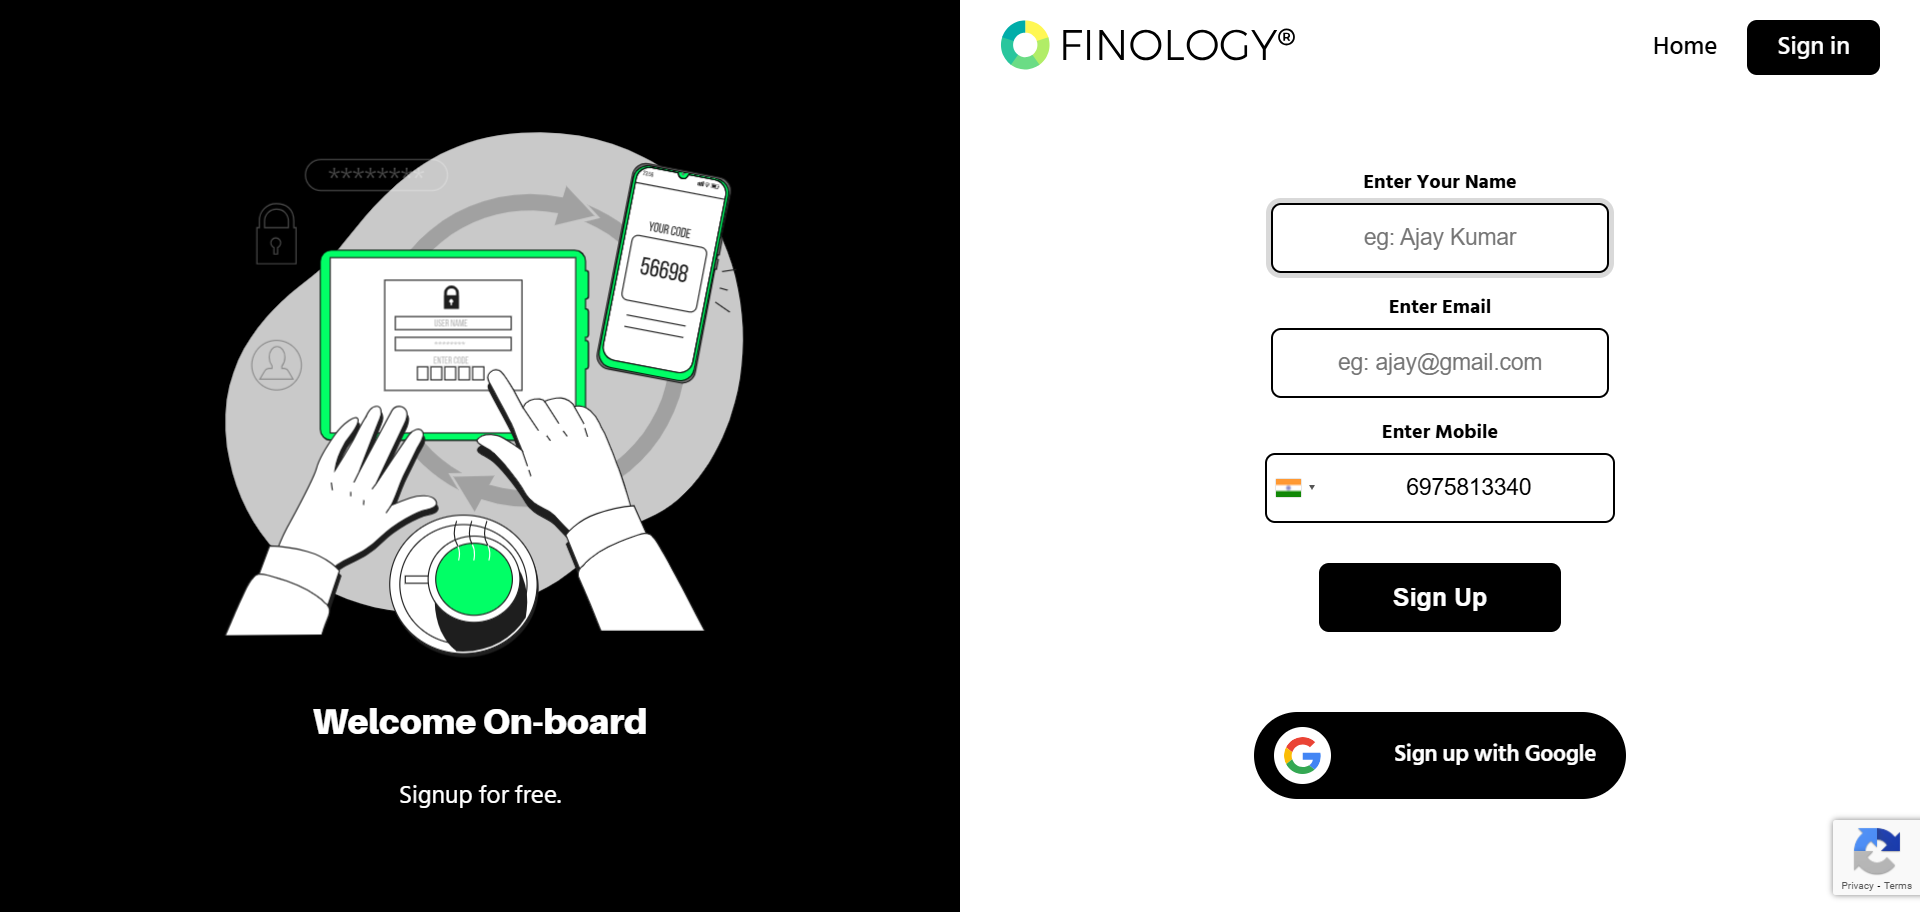 ********
YOUR CODE
56698
USER NAME
********
ENTER CODE
Welcome On-board
Signup for free.
FINOLOGY®
Home
Sign in
Enter Your Name
eg: Ajay Kumar
Enter Email
eg: ajay@gmail.com
Enter Mobile
6975813340
Sign Up
Sign up with Google
Privacy - Terms